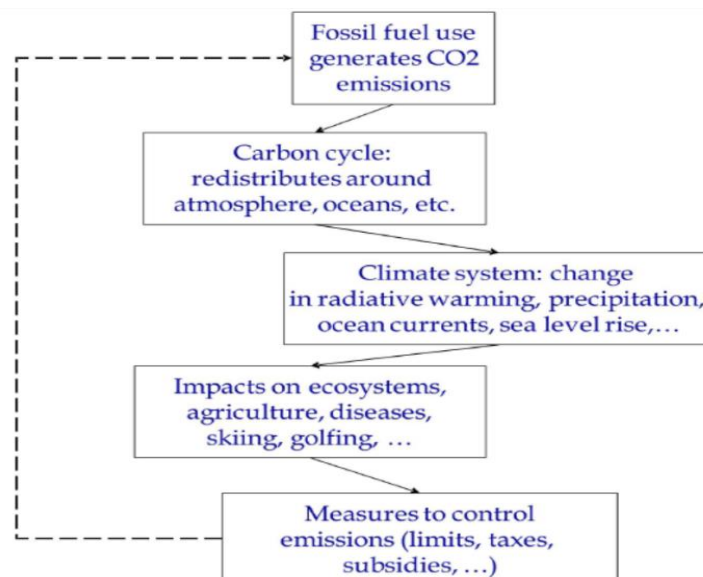 Fossil fuel use
generates CO2
emissions
Carbon cycle:
redistributes around
atmosphere, oceans, etc.
Climate system: change
in radiative warming, precipitation,
ocean currents, sea level rise,…
Impacts on ecosystems,
agriculture, diseases,
skiing, golfing, …
Measures to control
emissions (limits, taxes,
subsidies, …)